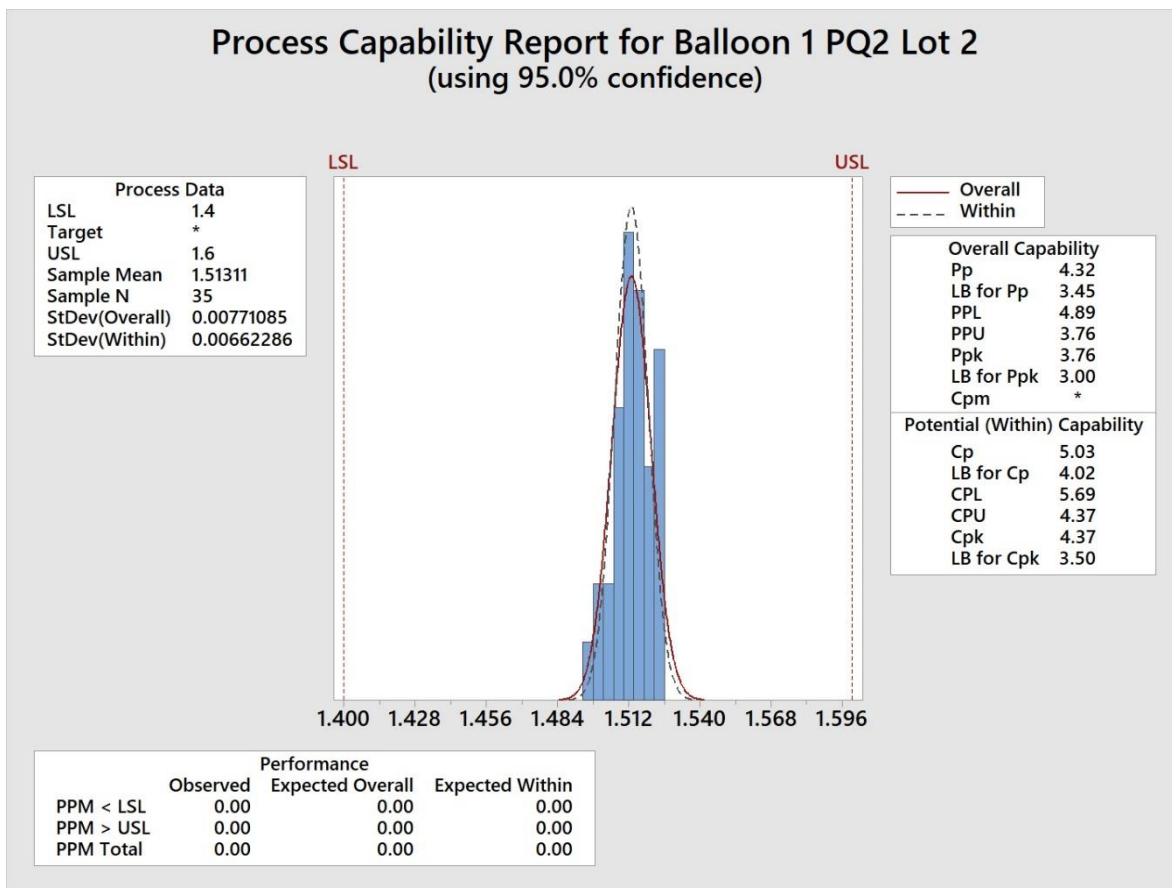 Process Capability Report for Balloon 1 PQ2 Lot 2
(using 95.0% confidence)
LSL USL
Process Data
LSL 1.4
Target *
USL 1.6
Sample Mean 1.51311
Sample N 35
StDev(Overall) 0.00771085
StDev(Within) 0.00662286
Overall
Within
Overall Capability
Pp 4.32
LB for Pp 3.45
PPL 4.89
PPU 3.76
Ppk 3.76
LB for Ppk 3.00
Cpm *
Potential (Within) Capability
Cp 5.03
LB for Cp 4.02
CPL 5.69
CPU 4.37
Cpk 4.37
LB for Cpk 3.50
1.400 1.428 1.456 1.484 1.512 1.540 1.568 1.596
Performance
Observed Expected Overall Expected Within
PPM < LSL 0.00 0.00 0.00
PPM > USL 0.00 0.00 0.00
PPM Total 0.00 0.00 0.00